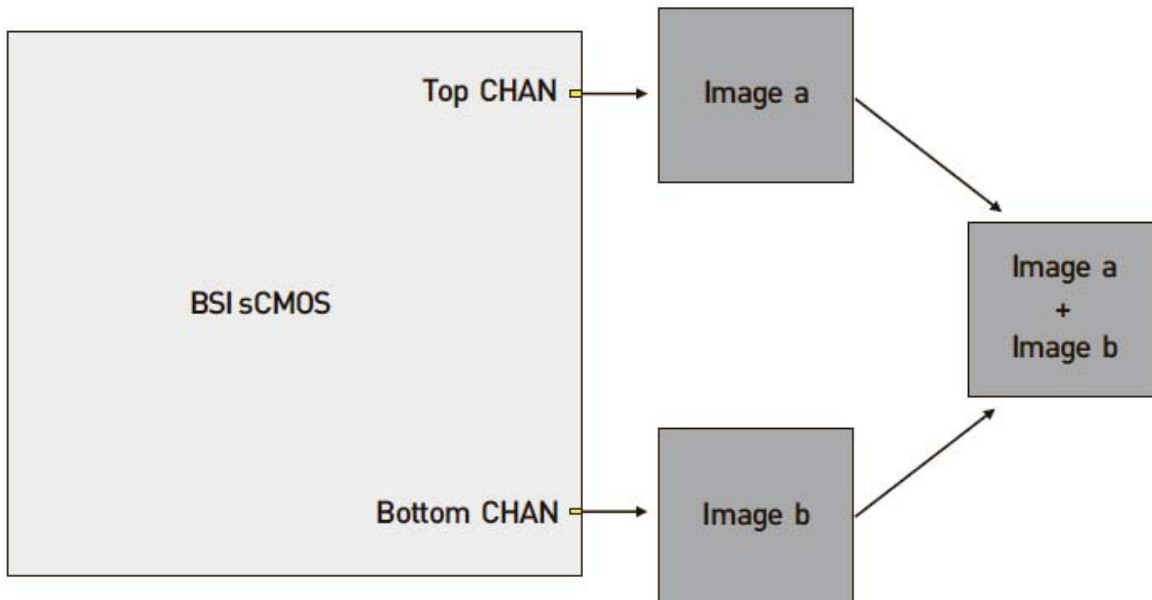 Top CHAN
Image a
BSI sCMOS
Image a
+
Image b
Bottom CHAN
Image b